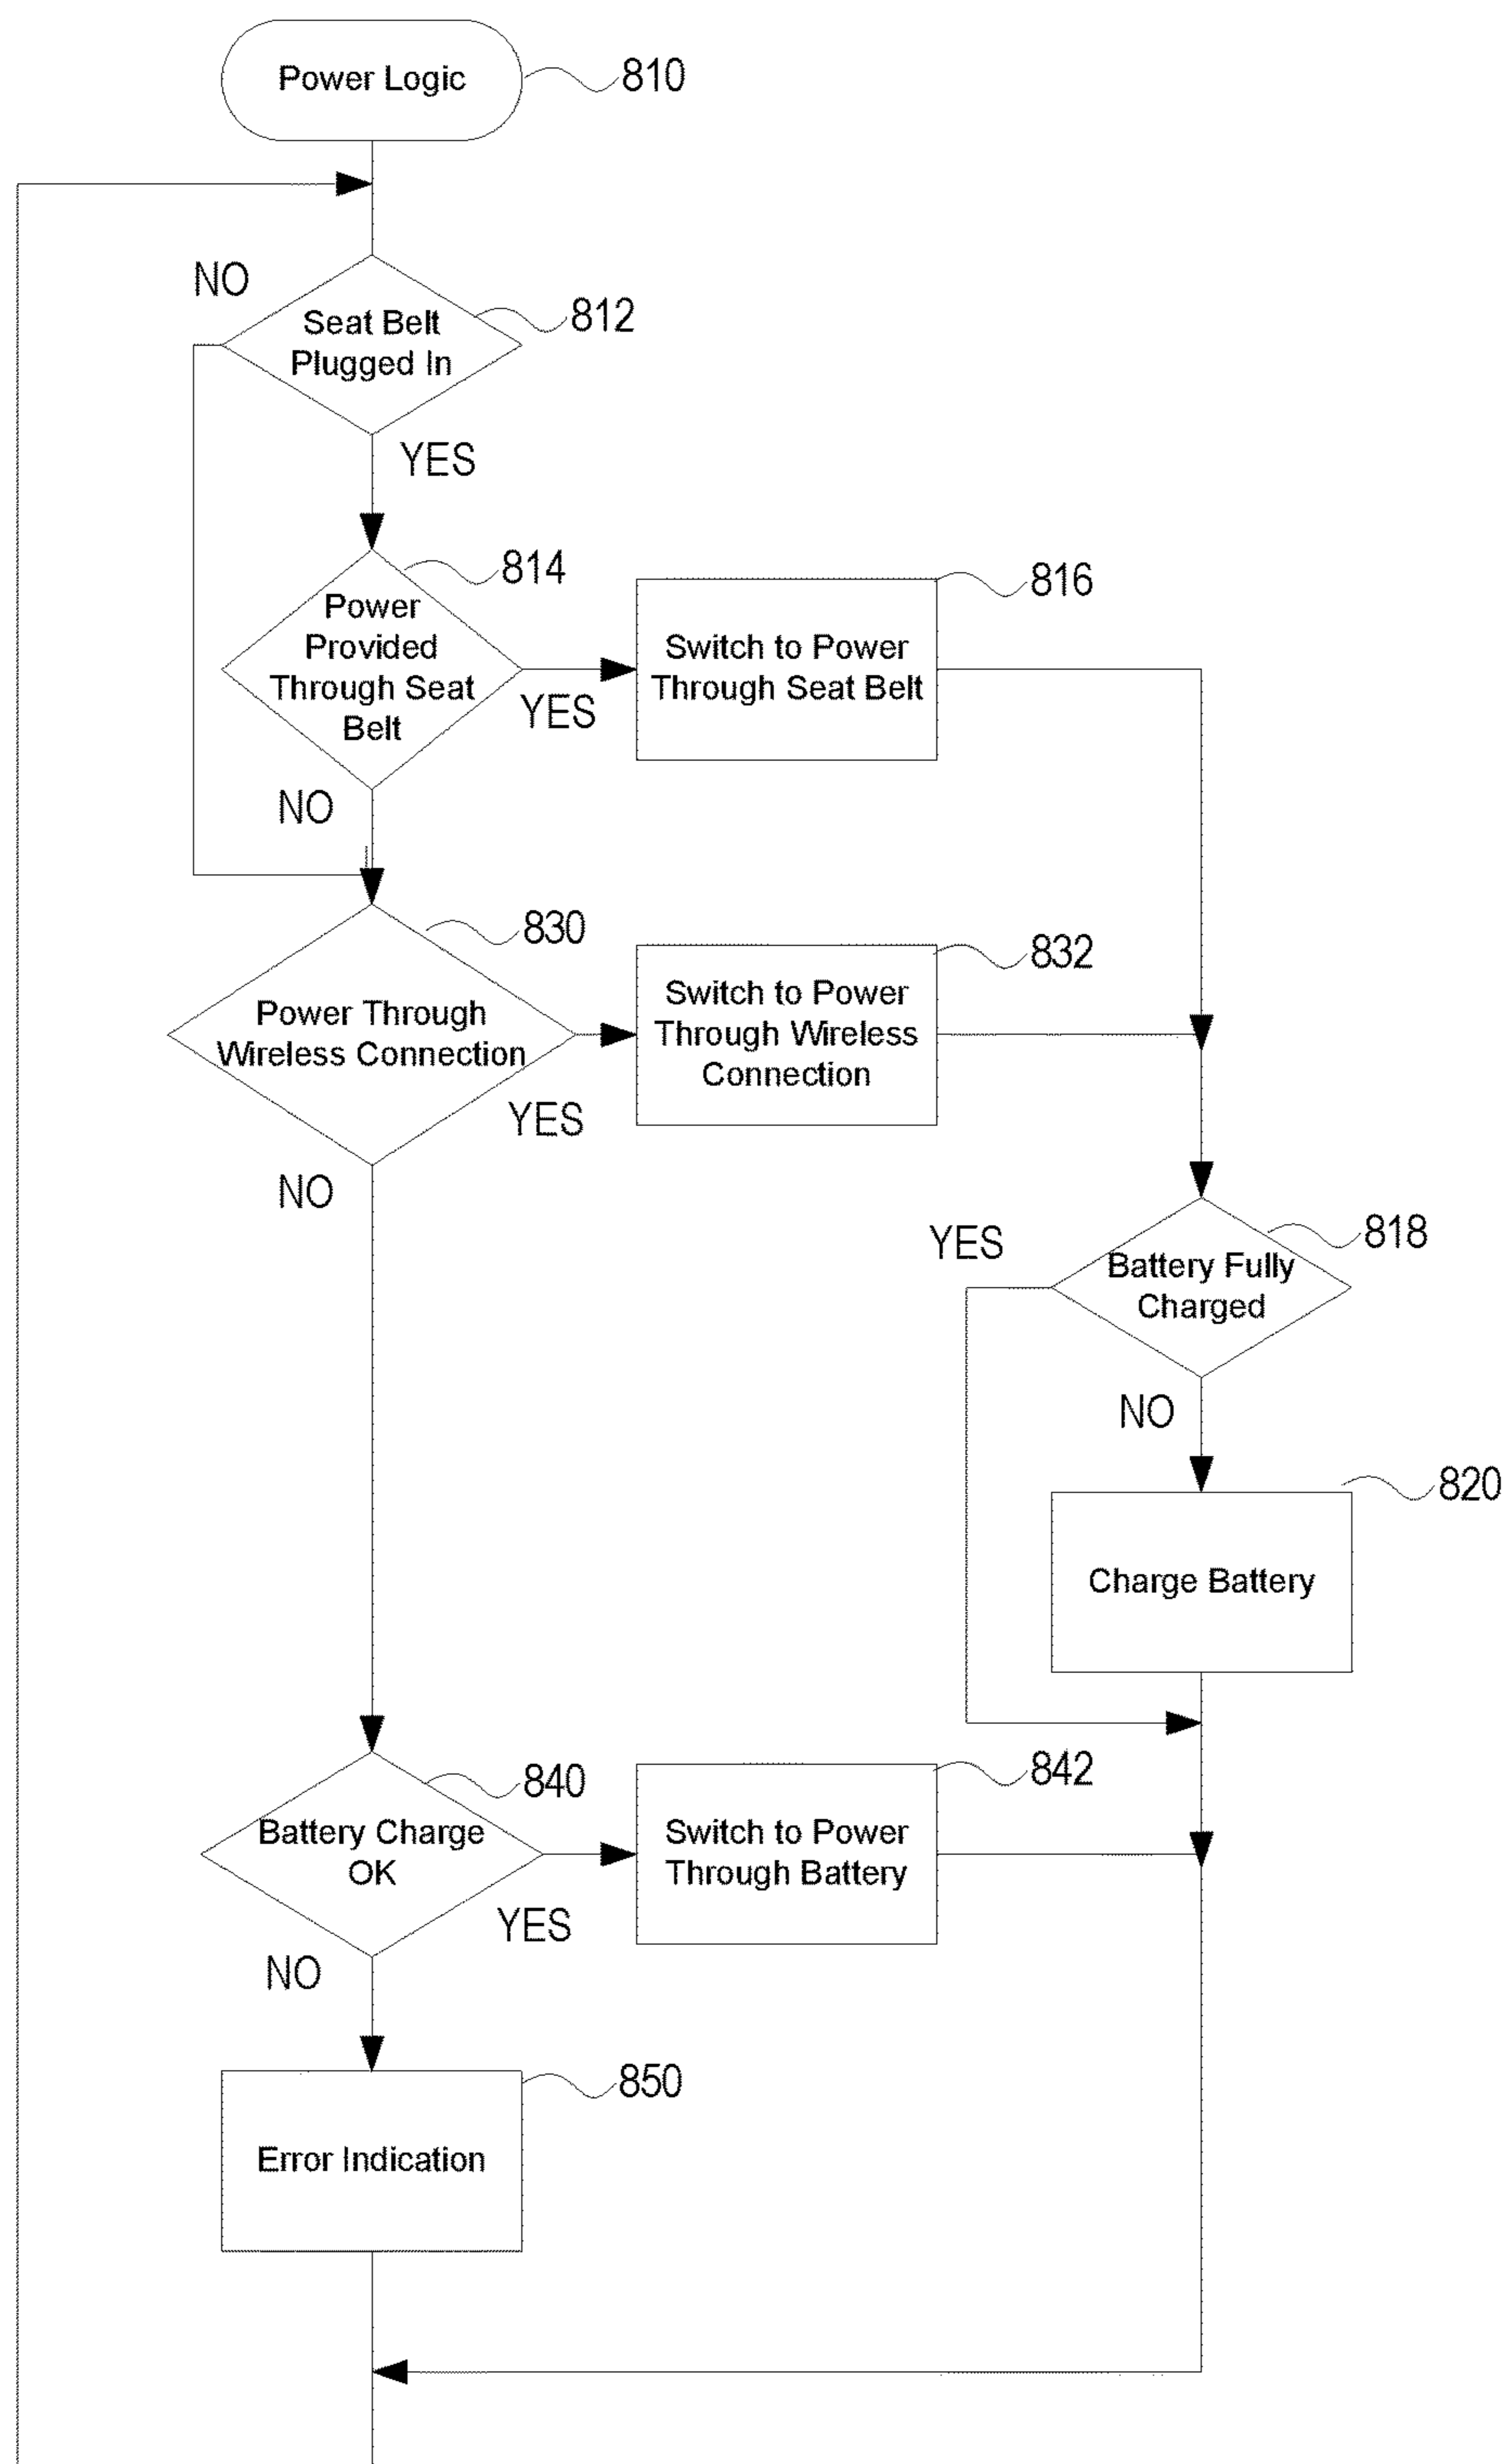 Power Logic
810
NO
812
Seat Belt
Plugged In
YES
814
Power
Provided
Through Seat
Belt
YES
NO
816
Switch to Power
Through Seat Belt
830
Power Through
Wireless Connection
YES
NO
832
Switch to Power
Through Wireless
Connection
YES
818
Battery Fully
Charged
NO
820
Charge Battery
840
Battery Charge
OK
YES
NO
842
Switch to Power
Through Battery
850
Error Indication